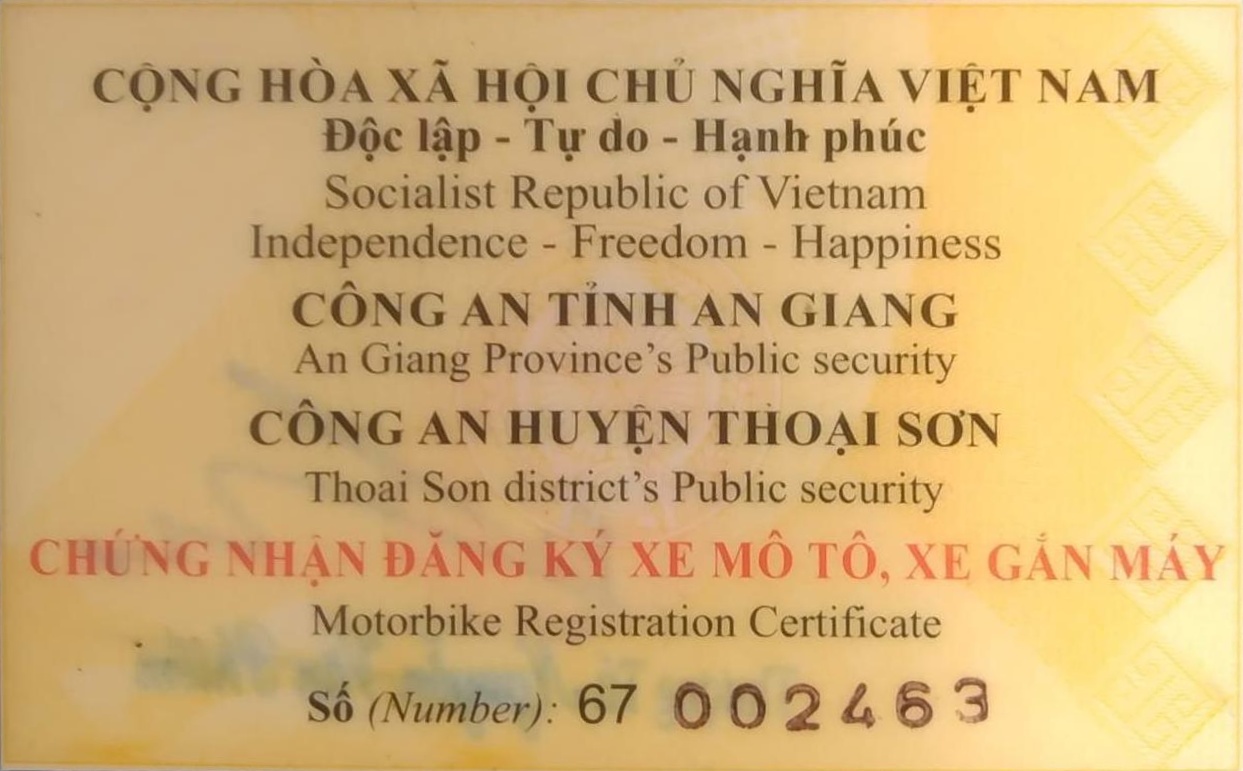 CỘNG HÒA XÃ HỘI CHỦ NGHĨA VIỆT NAM
Độc lập - Tự do - Hạnh phúc
Socialist Republic of Vietnam
Independence - Freedom - Happiness
CÔNG AN TỈNH AN GIANG
An Giang Province's Public security
CÔNG AN HUYỆN THOẠI SƠN
Thoai Son district's Public security
CHỨNG NHẬN ĐĂNG KÝ XE MÔ TÔ, XE GẮN MÁY
Motorbike Registration Certificate
Số (Number): 67 002463